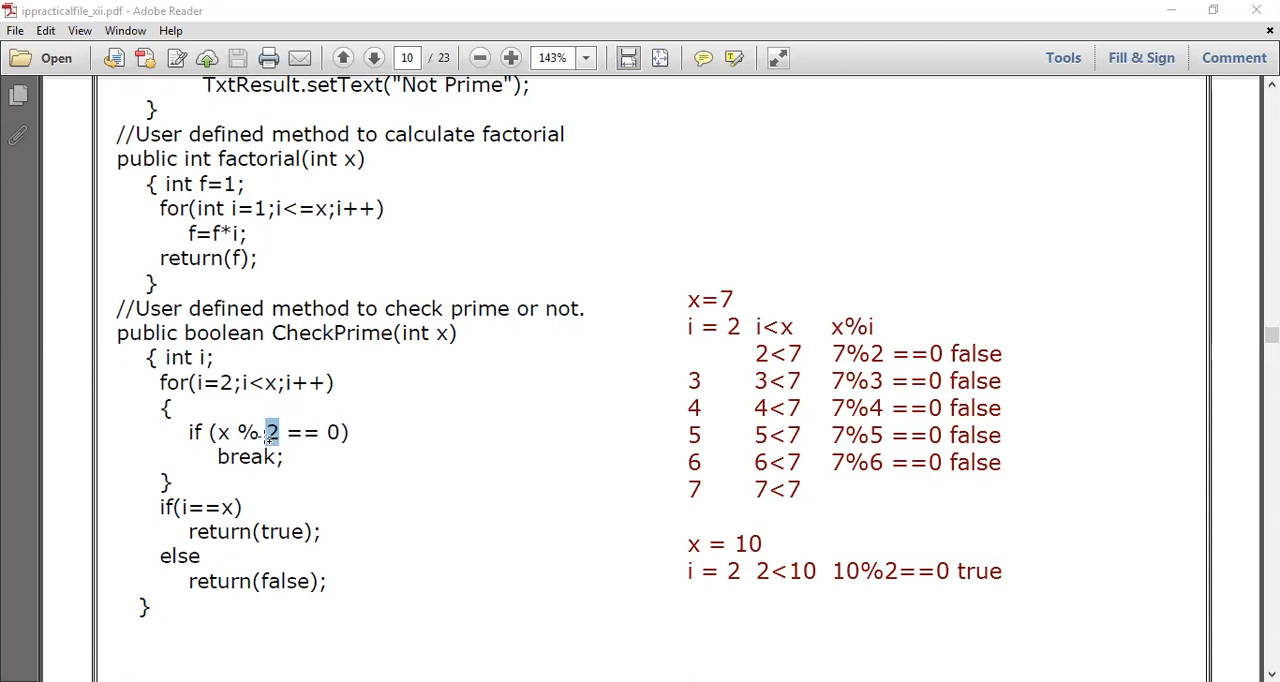 ippracticalfile_xii.pdf - Adobe Reader
File Edit View Window Help
Open 10 / 23 143% Tools Fill & Sign Comment
TxtResult.setText("Not Prime");
}
//User defined method to calculate factorial
public int factorial(int x)
{ int f=1;
for(int i=1;i<=x;i++)
f=f*i;
return(f);
}
//User defined method to check prime or not.
public boolean CheckPrime(int x)
{ int i;
for(i=2;i<x;i++)
{
if (x % 2 == 0)
break;
}
if(i==x)
return(true);
else
return(false);
}
x=7
i = 2 i<x x%i
2<7 7%2 ==0 false
3 3<7 7%3 ==0 false
4 4<7 7%4 ==0 false
5 5<7 7%5 ==0 false
6 6<7 7%6 ==0 false
7 7<7
x = 10
i = 2 2<10 10%2==0 true